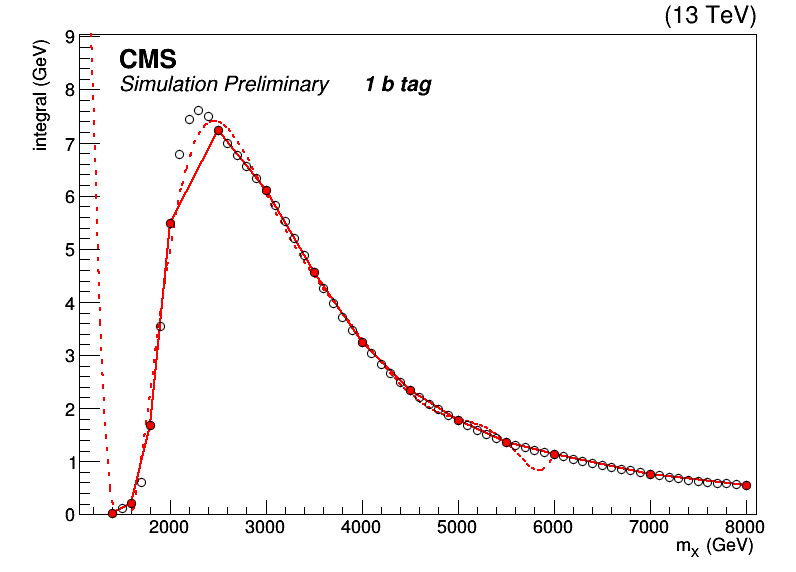 (13 TeV)
CMS
Simulation Preliminary 1 b tag
integral (GeV)
9
8
7
6
5
4
3
2
1
0
2000 3000 4000 5000 6000 7000 8000
mX (GeV)